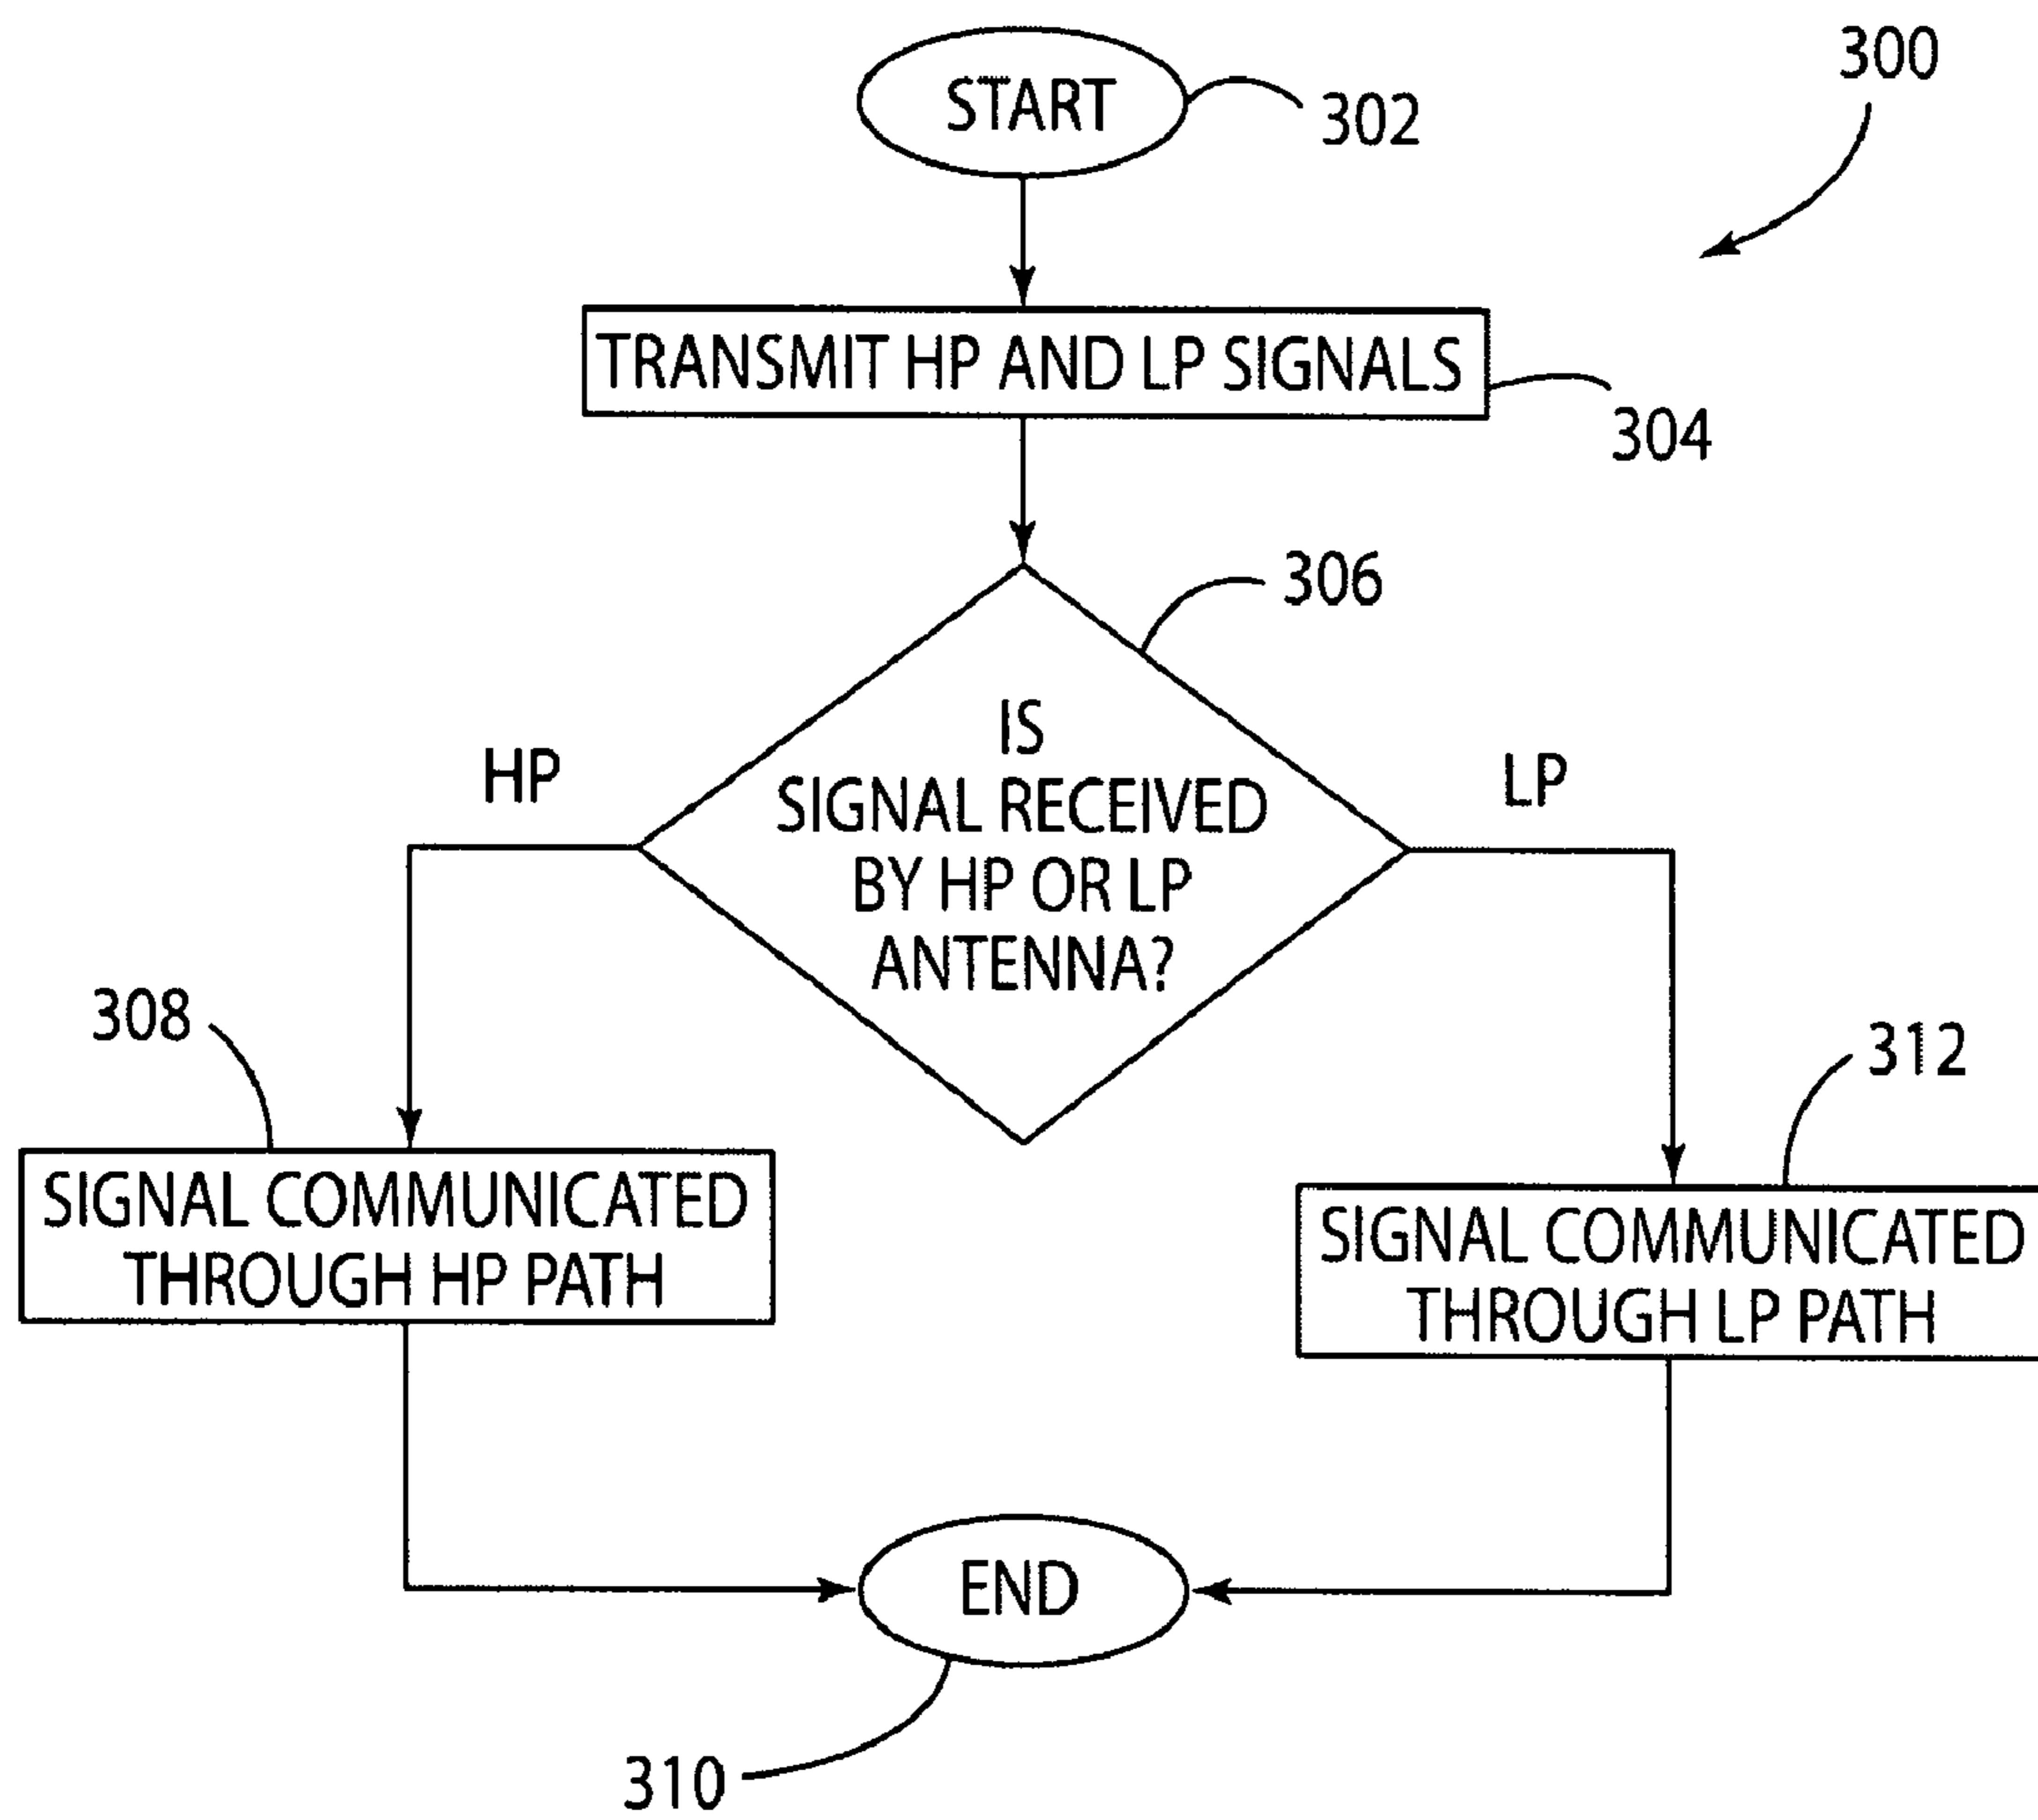 300
START
302
TRANSMIT HP AND LP SIGNALS
304
306
IS
SIGNAL RECEIVED
BY HP OR LP
ANTENNA?
HP
LP
308
SIGNAL COMMUNICATED
THROUGH HP PATH
312
SIGNAL COMMUNICATED
THROUGH LP PATH
END
310